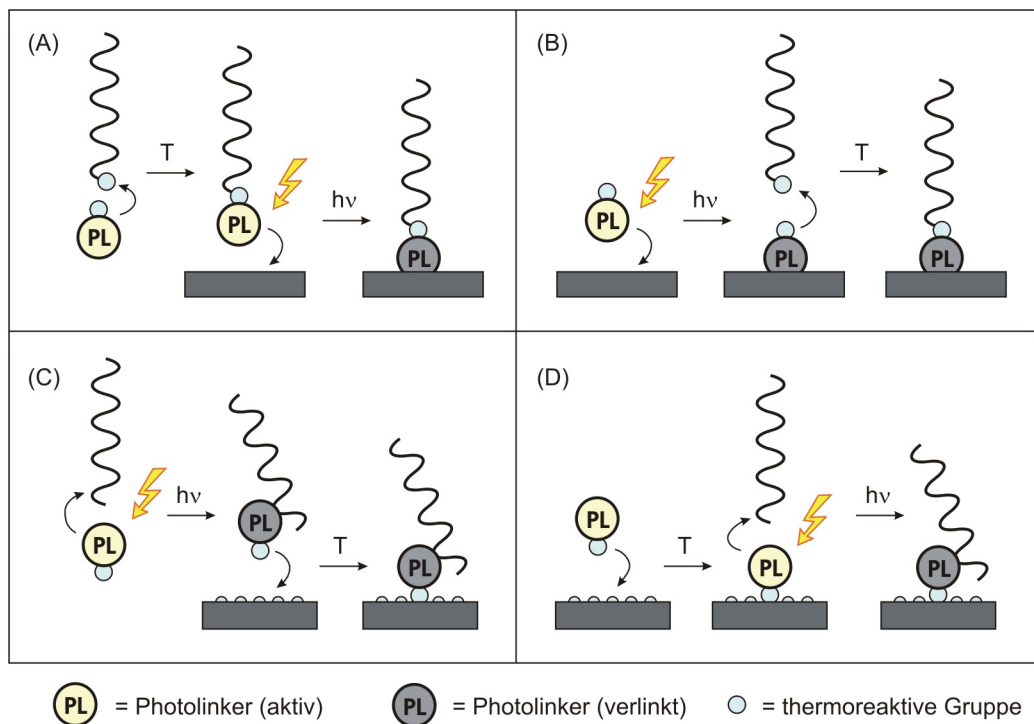 (A)
T
hν
PL
PL
PL
(B)
hν
T
PL
PL
PL
(C)
hν
T
PL
PL
PL
(D)
T
hν
PL
PL
PL
PL = Photolinker (aktiv)
PL = Photolinker (verlinkt)
= thermoreaktive Gruppe